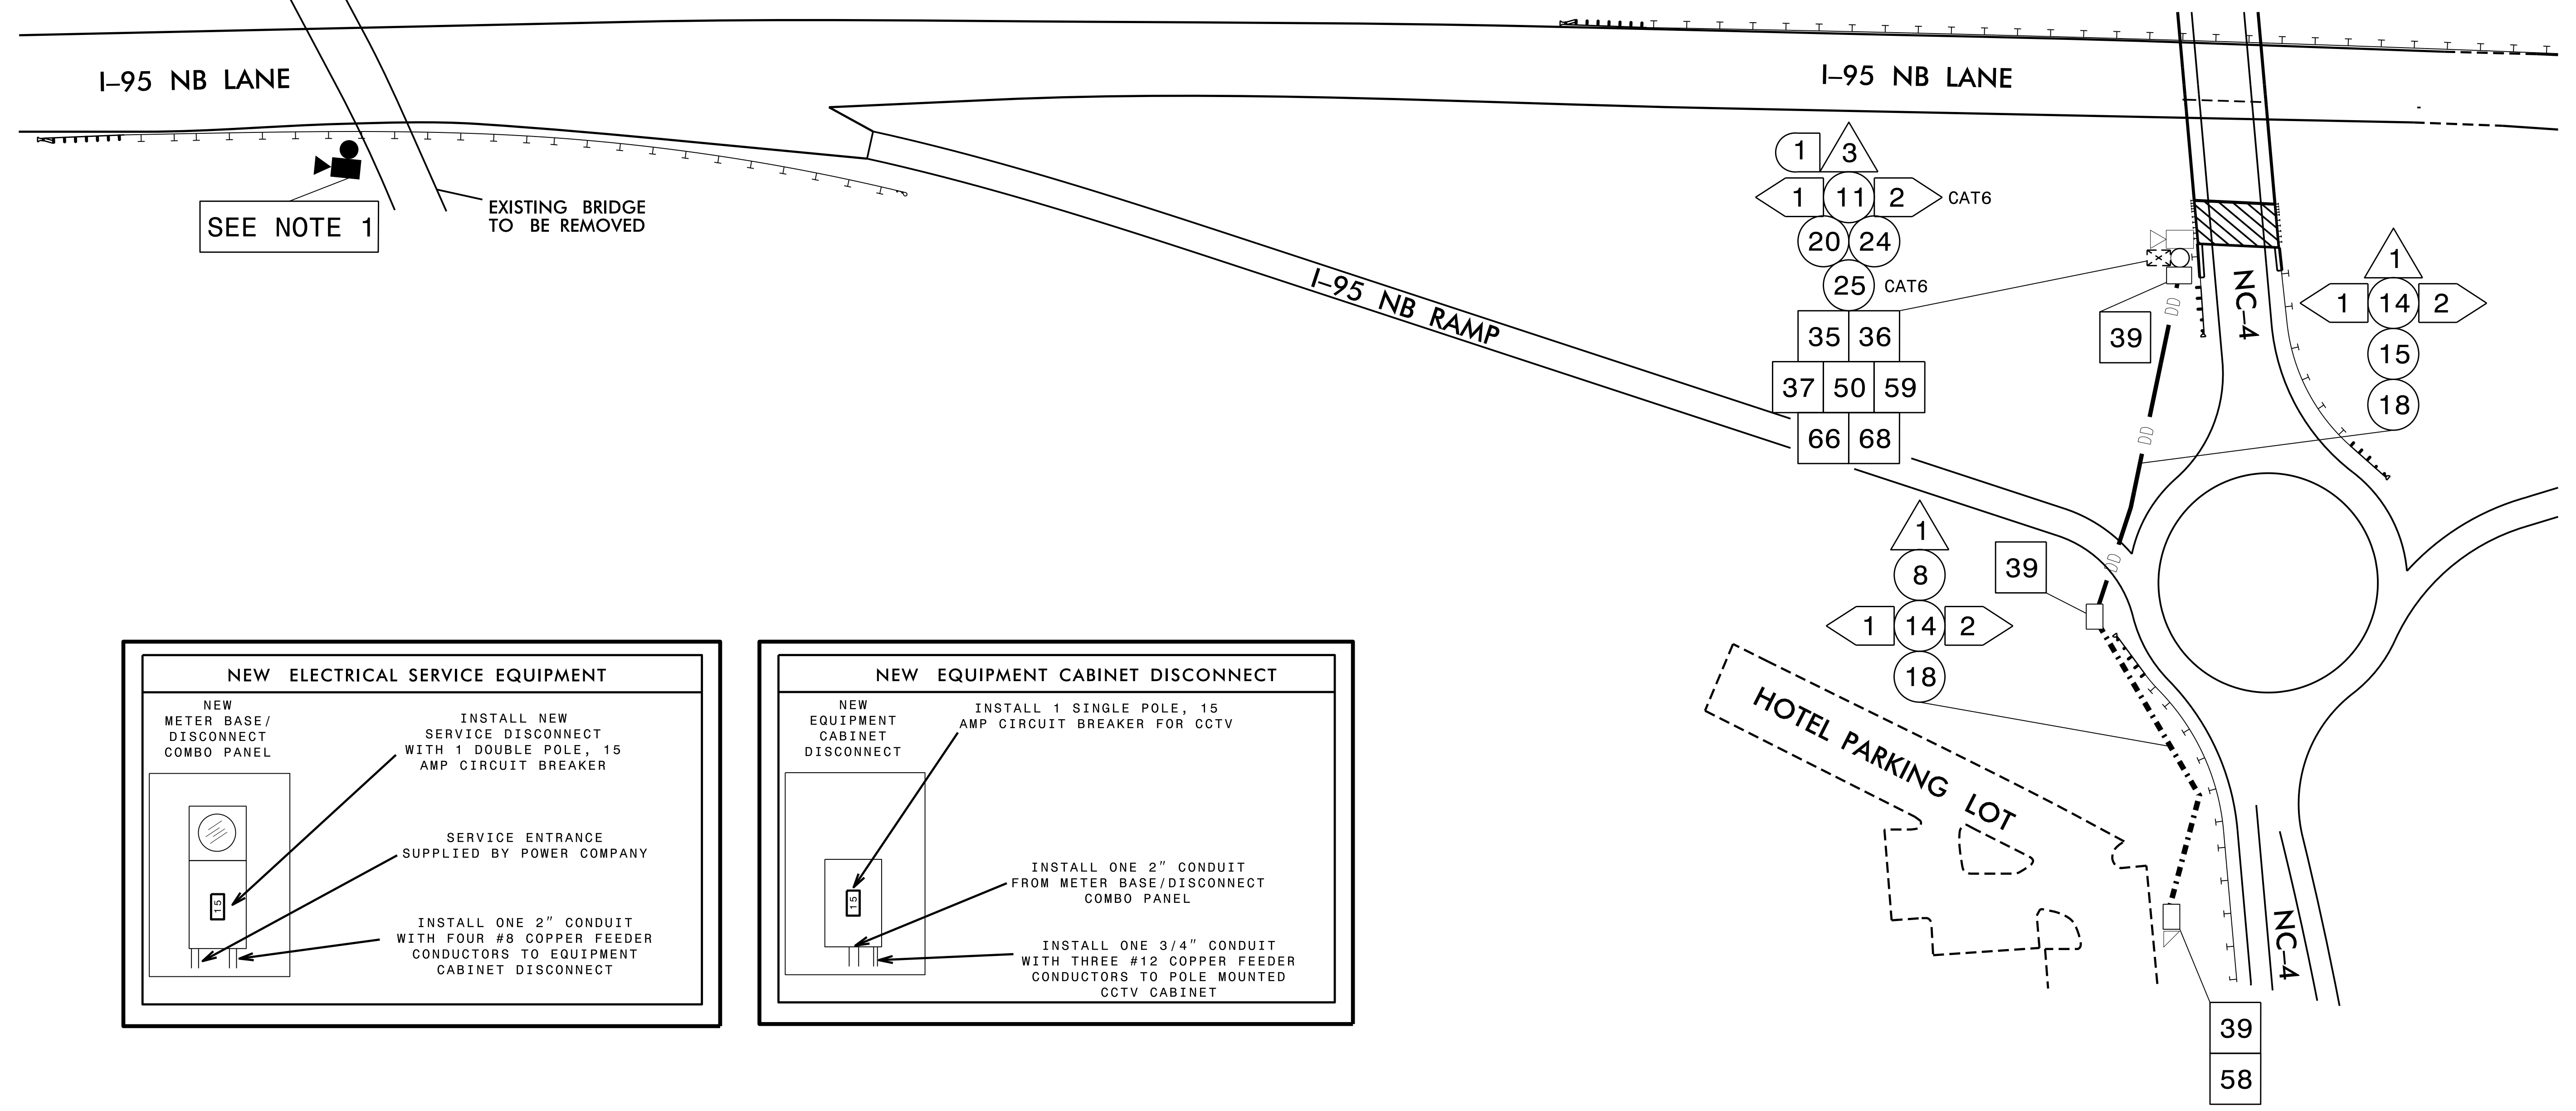 I–95 NB LANE
I–95 NB LANE
SEE NOTE 1
EXISTING BRIDGE
TO BE REMOVED
I–95 NB RAMP
1 3
1 11 2 CAT6
20 24
25 CAT6
35 36
37 50 59
66 68
39
DD
DD
DD
NC–4
1
1 14 2
15
18
1
8
1 14 2
18
39
HOTEL PARKING LOT
NC–4
39
58
NEW ELECTRICAL SERVICE EQUIPMENT
NEW
METER BASE/
DISCONNECT
COMBO PANEL
INSTALL NEW
SERVICE DISCONNECT
WITH 1 DOUBLE POLE, 15
AMP CIRCUIT BREAKER
SERVICE ENTRANCE
SUPPLIED BY POWER COMPANY
15
INSTALL ONE 2" CONDUIT
WITH FOUR #8 COPPER FEEDER
CONDUCTORS TO EQUIPMENT
CABINET DISCONNECT
NEW EQUIPMENT CABINET DISCONNECT
NEW
EQUIPMENT
CABINET
DISCONNECT
INSTALL 1 SINGLE POLE, 15
AMP CIRCUIT BREAKER FOR CCTV
15
INSTALL ONE 2" CONDUIT
FROM METER BASE/DISCONNECT
COMBO PANEL
INSTALL ONE 3/4" CONDUIT
WITH THREE #12 COPPER FEEDER
CONDUCTORS TO POLE MOUNTED
CCTV CABINET